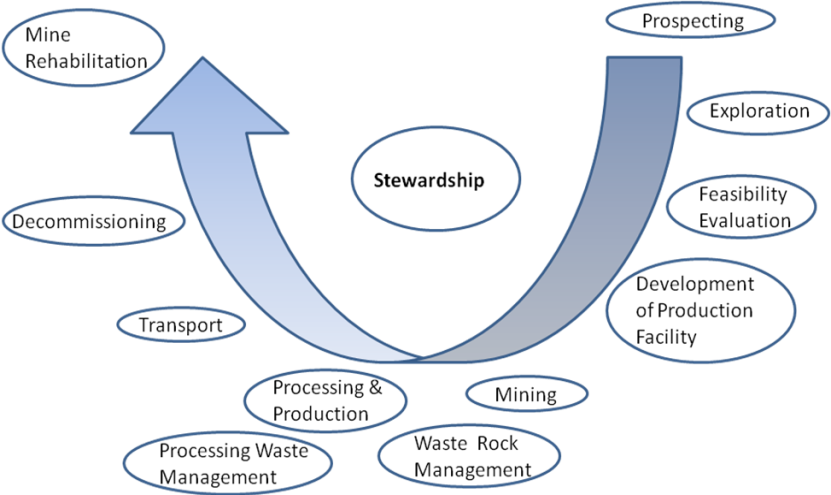 Prospecting
Mine
Rehabilitation
Exploration
Stewardship
Feasibility
Evaluation
Decommissioning
Development
of Production
Facility
Transport
Processing &
Production
Mining
Processing Waste
Management
Waste Rock
Management